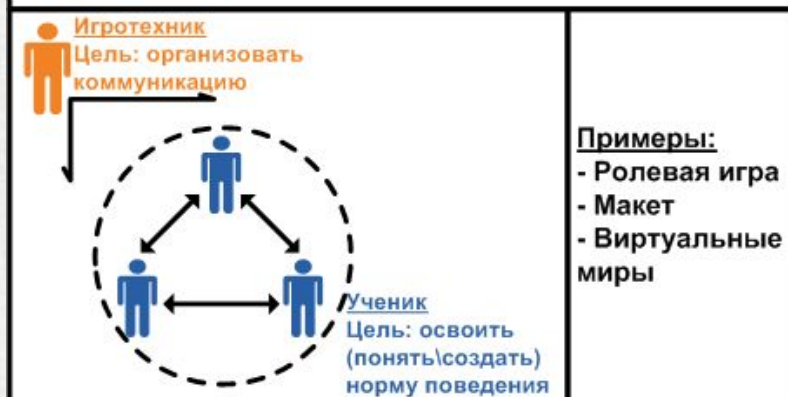 Игротехник
Цель: организовать
коммуникацию
Ученик
Цель: освоить
(понять\создать)
норму поведения
Примеры:
- Ролевая игра
- Макет
- Виртуальные
миры